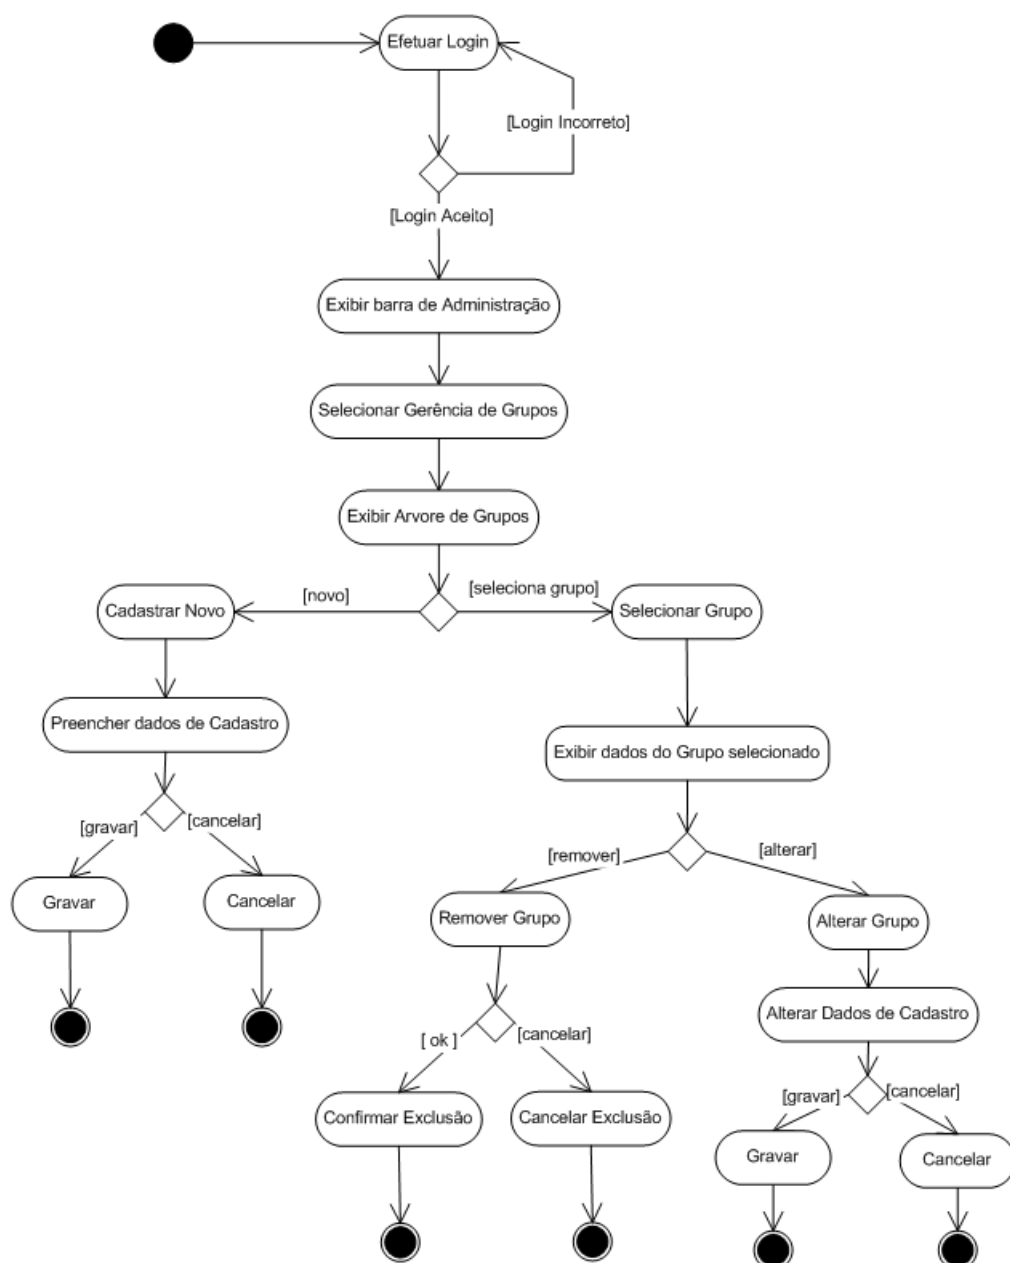 Efetuar Login
[Login Incorreto]
[Login Aceito]
Exibir barra de Administração
Selecionar Gerência de Grupos
Exibir Arvore de Grupos
[novo]
[seleciona grupo]
Cadastrar Novo
Selecionar Grupo
Preencher dados de Cadastro
Exibir dados do Grupo selecionado
[gravar]
[cancelar]
[remover]
[alterar]
Gravar
Cancelar
Remover Grupo
Alterar Grupo
Alterar Dados de Cadastro
[ ok ]
[cancelar]
[gravar]
[cancelar]
Confirmar Exclusão
Cancelar Exclusão
Gravar
Cancelar